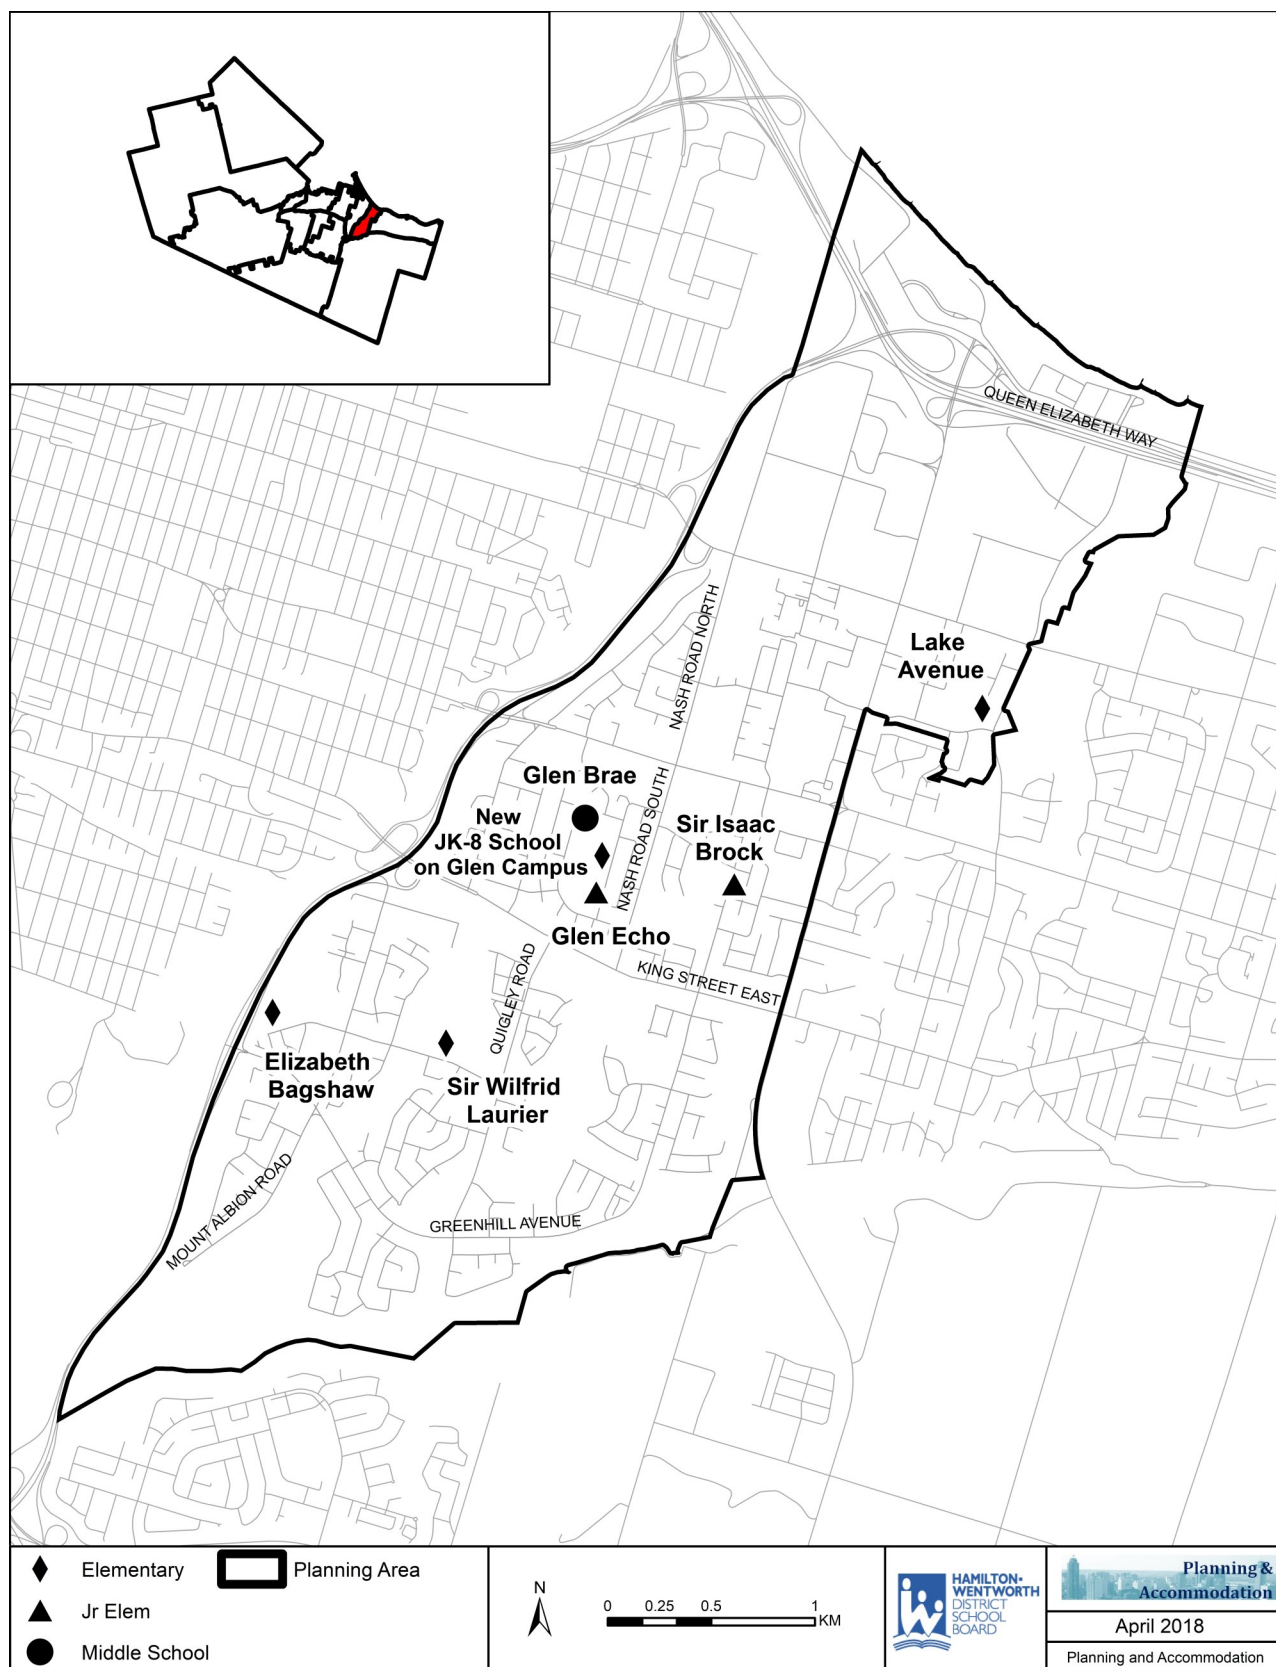 QUEEN ELIZABETH WAY
NASH ROAD NORTH
Lake
Avenue
Glen Brae
New
JK-8 School
on Glen Campus
NASH ROAD SOUTH
Sir Isaac
Brock
Glen Echo
KING STREET EAST
QUIGLEY ROAD
Elizabeth
Bagshaw
Sir Wilfrid
Laurier
MOUNT ALBION ROAD
GREENHILL AVENUE
Elementary
Planning Area
Jr Elem
Middle School
N
0 0.25 0.5 1
KM
HAMILTON-
WENTWORTH
DISTRICT
SCHOOL
BOARD
Planning &
Accommodation
April 2018
Planning and Accommodation